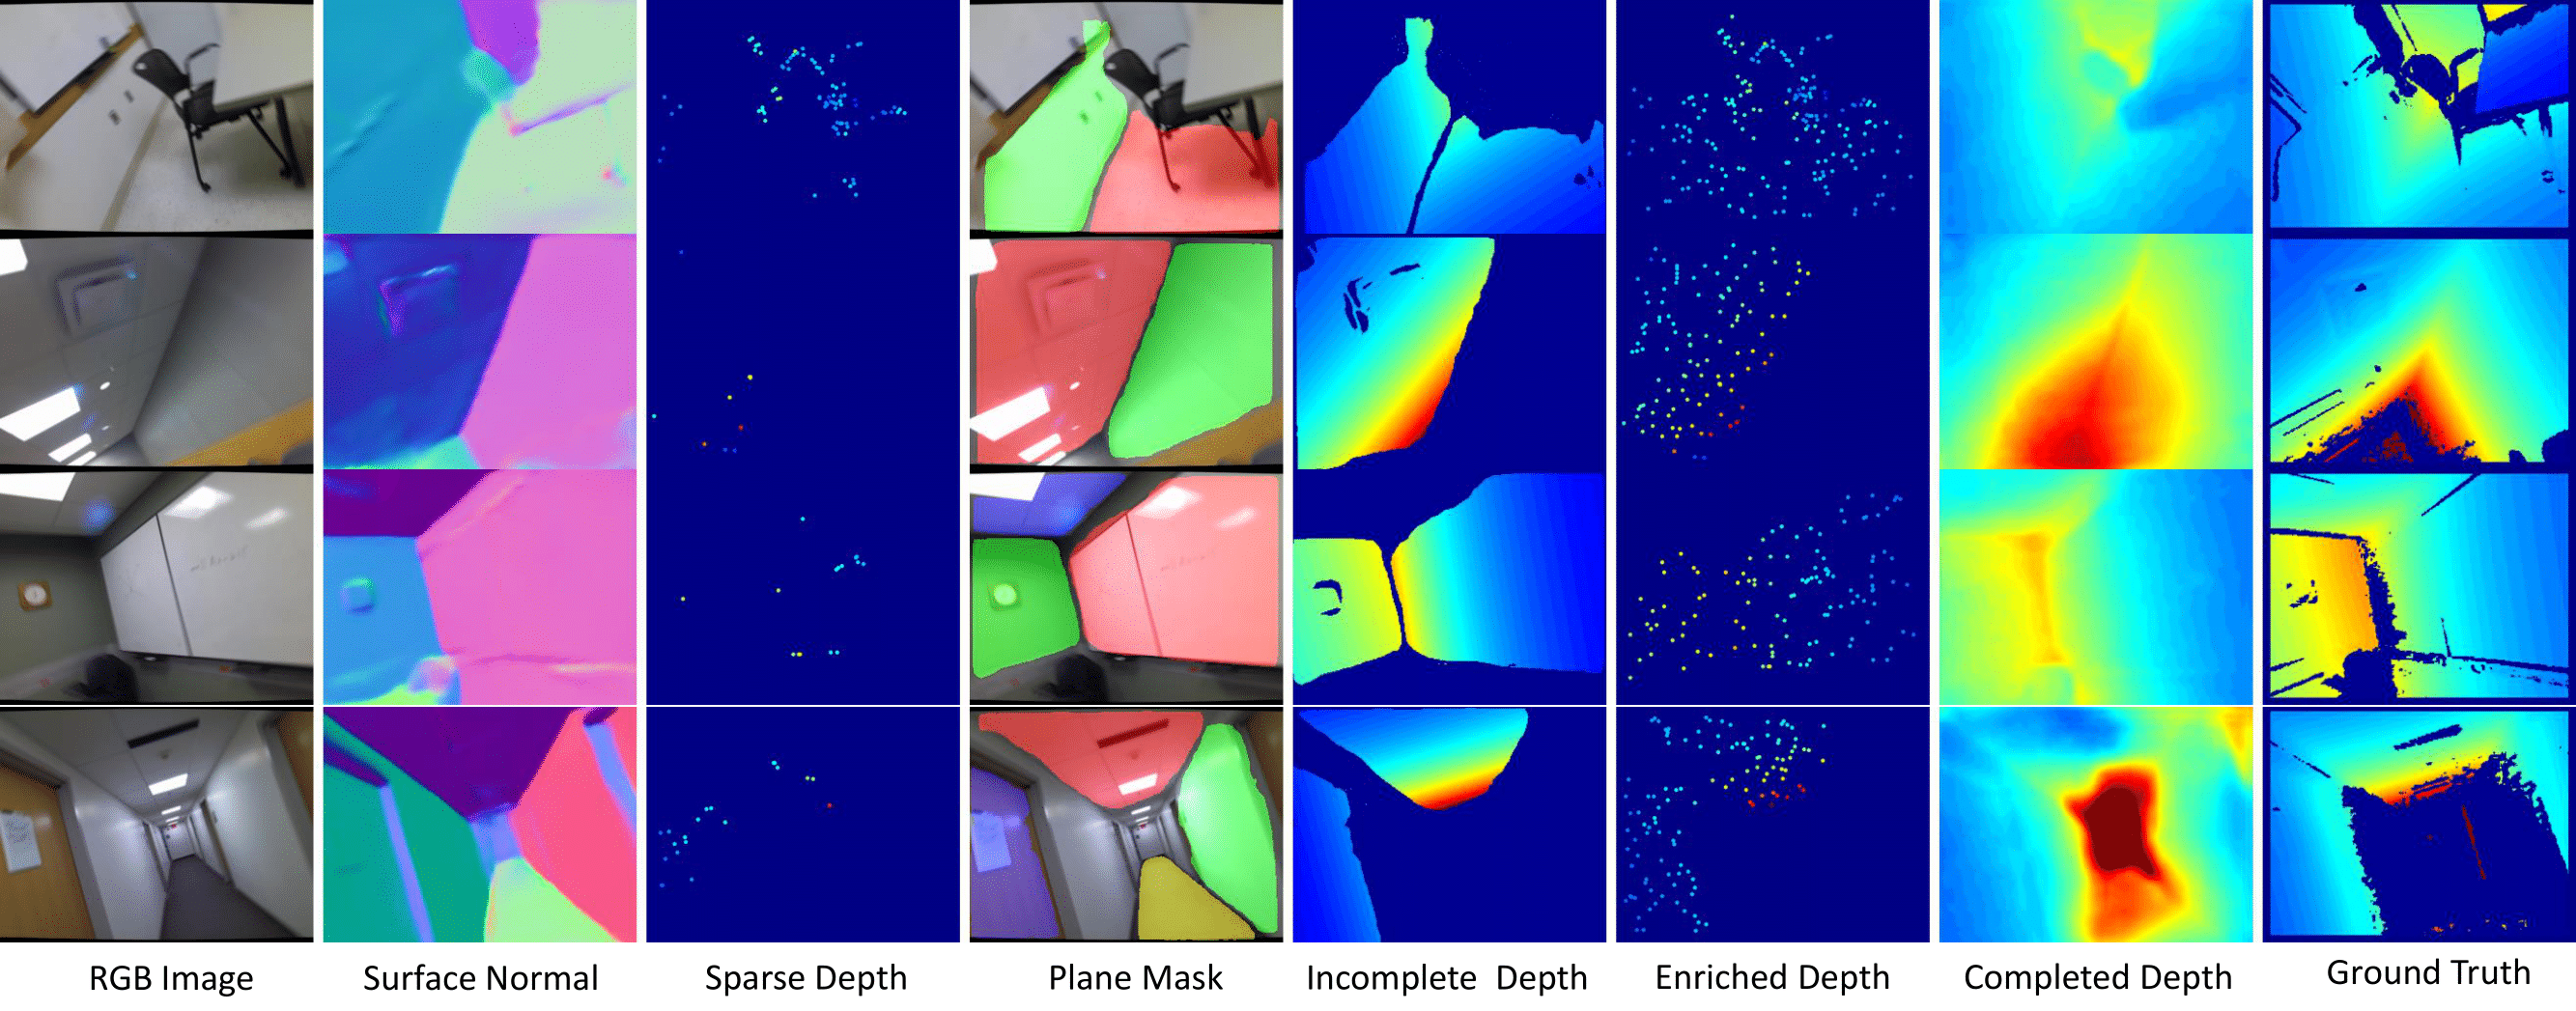 RGB Image
Surface Normal
Sparse Depth
Plane Mask
Incomplete Depth
Enriched Depth
Completed Depth
Ground Truth